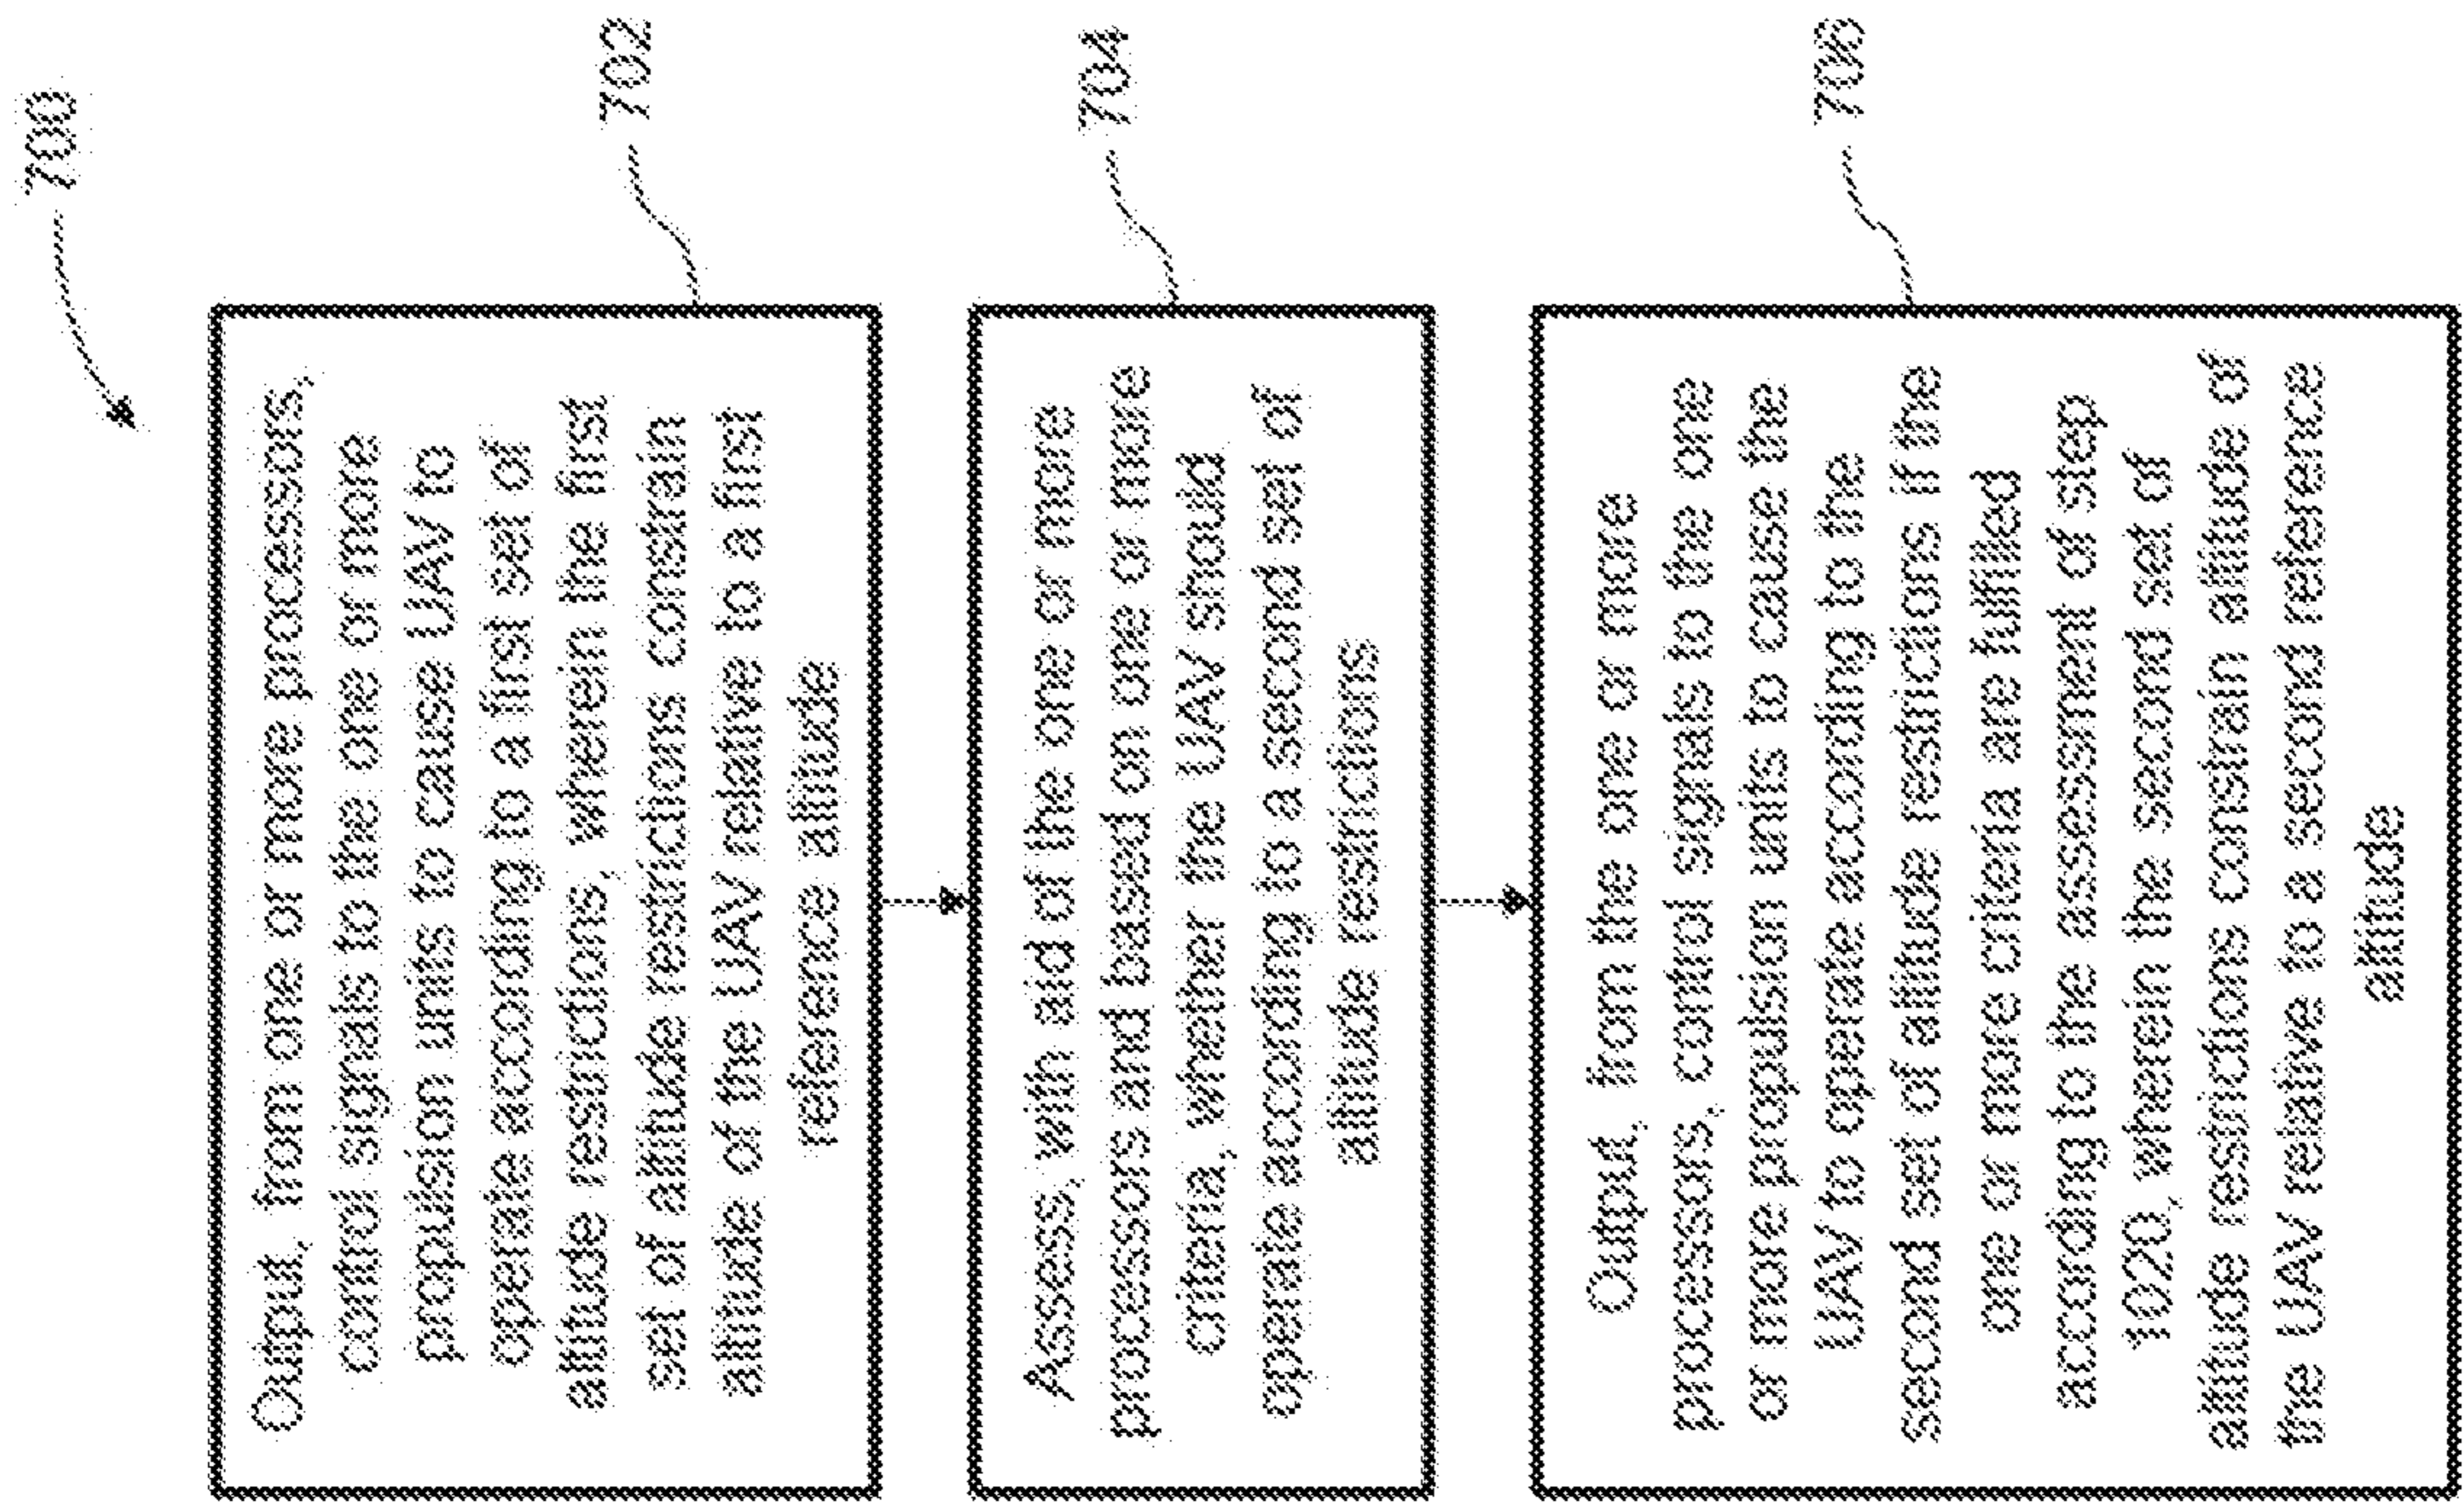 700
702
Output, from one or more processors,
control signals to the one or more
propulsion units to cause UAV to
operate according to a first set of
altitude restrictions, wherein the first
set of altitude restrictions constrain
altitude of the UAV relative to a first
reference altitude
704
Assess, with aid of the one or more
processors and based on one or more
criteria, whether the UAV should
operate according to a second set of
altitude restrictions
Output, from the one or more
processors, control signals to the one
or more propulsion units to cause the
UAV to operate according to the
second set of altitude restrictions if the
one or more criteria are fulfilled
according to the assessment of step
1020, wherein the second set of
altitude restrictions constrain altitude of
the UAV relative to a second reference
altitude